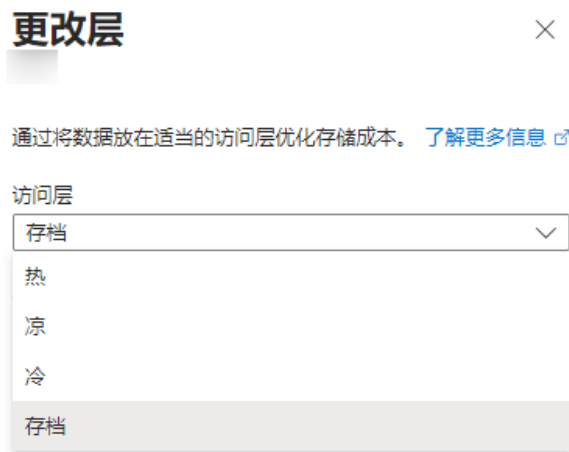 更改层
通过将数据放在适当的访问层优化存储成本。 了解更多信息
访问层
存档
热
凉
冷
存档